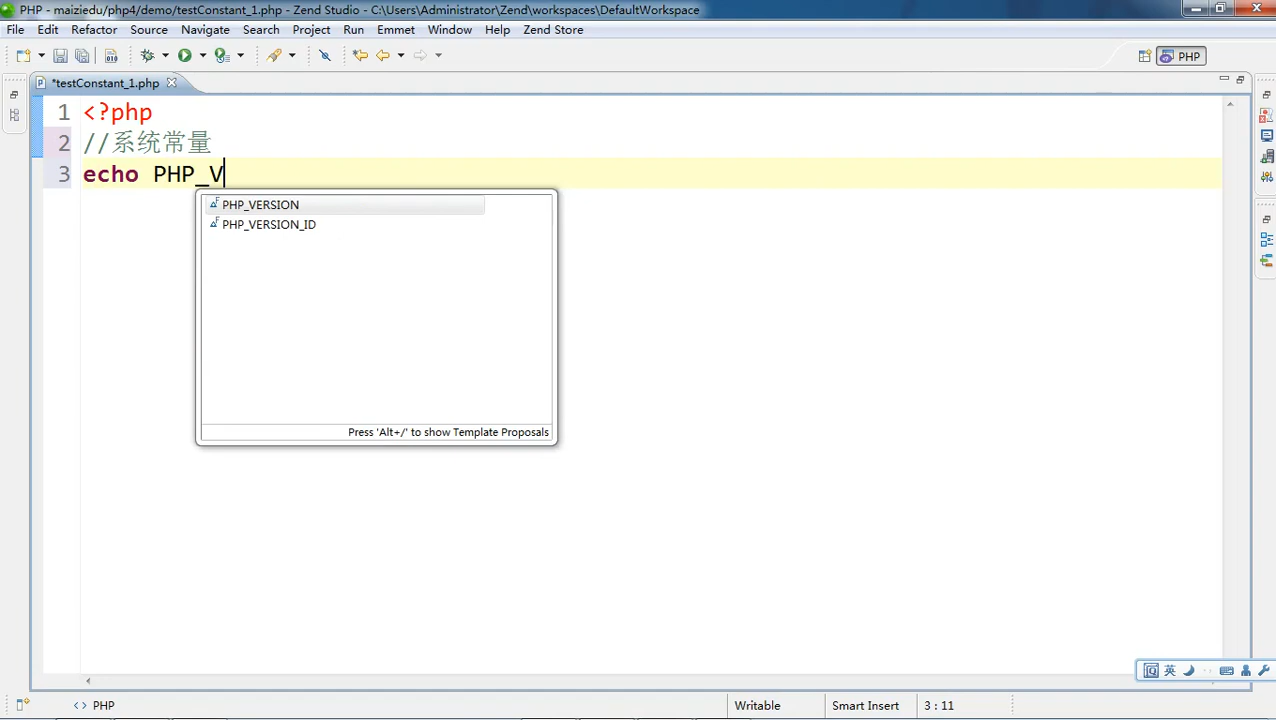 PHP - maiziedu/php4/demo/testConstant_1.php - Zend Studio - C:\Users\Administrator\Zend\workspaces\DefaultWorkspace
File Edit Refactor Source Navigate Search Project Run Emmet Window Help Zend Store
PHP
*testConstant_1.php
1 <?php
2 //系统常量
3 echo PHP_V
PHP_VERSION
PHP_VERSION_ID
Press 'Alt+/' to show Template Proposals
英
<> PHP Writable Smart Insert 3 : 11